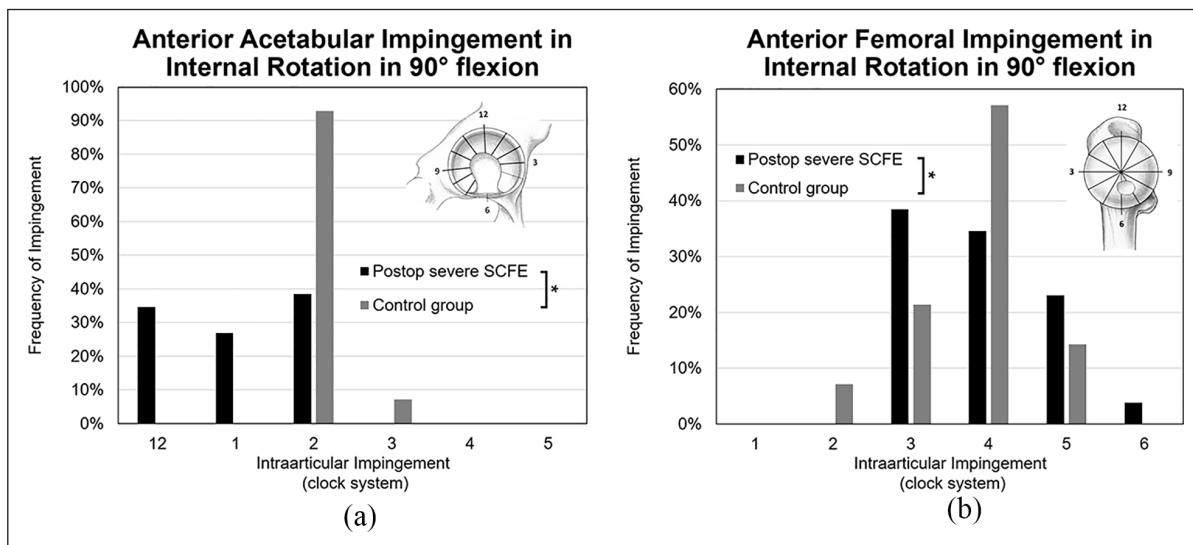 Anterior Acetabular Impingement in
Internal Rotation in 90° flexion
Frequency of Impingement
100%
90%
80%
70%
60%
50%
40%
30%
20%
10%
0%
12
3
6
9
Postop severe SCFE
Control group
*
12 1 2 3 4 5
Intraarticular Impingement
(clock system)
(a)
Anterior Femoral Impingement in
Internal Rotation in 90° flexion
Frequency of Impingement
60%
50%
40%
30%
20%
10%
0%
Postop severe SCFE
Control group
*
12
3
9
6
1 2 3 4 5 6
Intraarticular Impingement
(clock system)
(b)